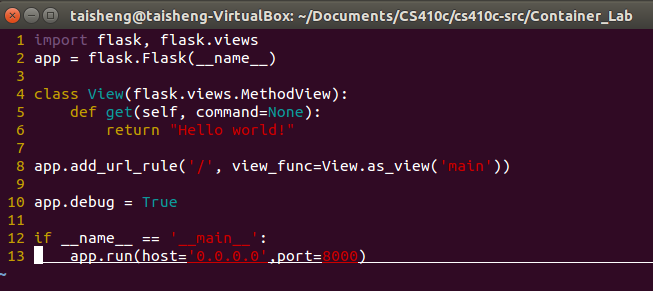 taisheng@taisheng-VirtualBox: ~/Documents/CS410c/cs410c-src/Container_Lab
1 import flask, flask.views
2 app = flask.Flask(__name__)
3
4 class View(flask.views.MethodView):
5     def get(self, command=None):
6         return "Hello world!"
7
8 app.add_url_rule('/', view_func=View.as_view('main'))
9
10 app.debug = True
11
12 if __name__ == '__main__':
13     app.run(host='0.0.0.0',port=8000)
~